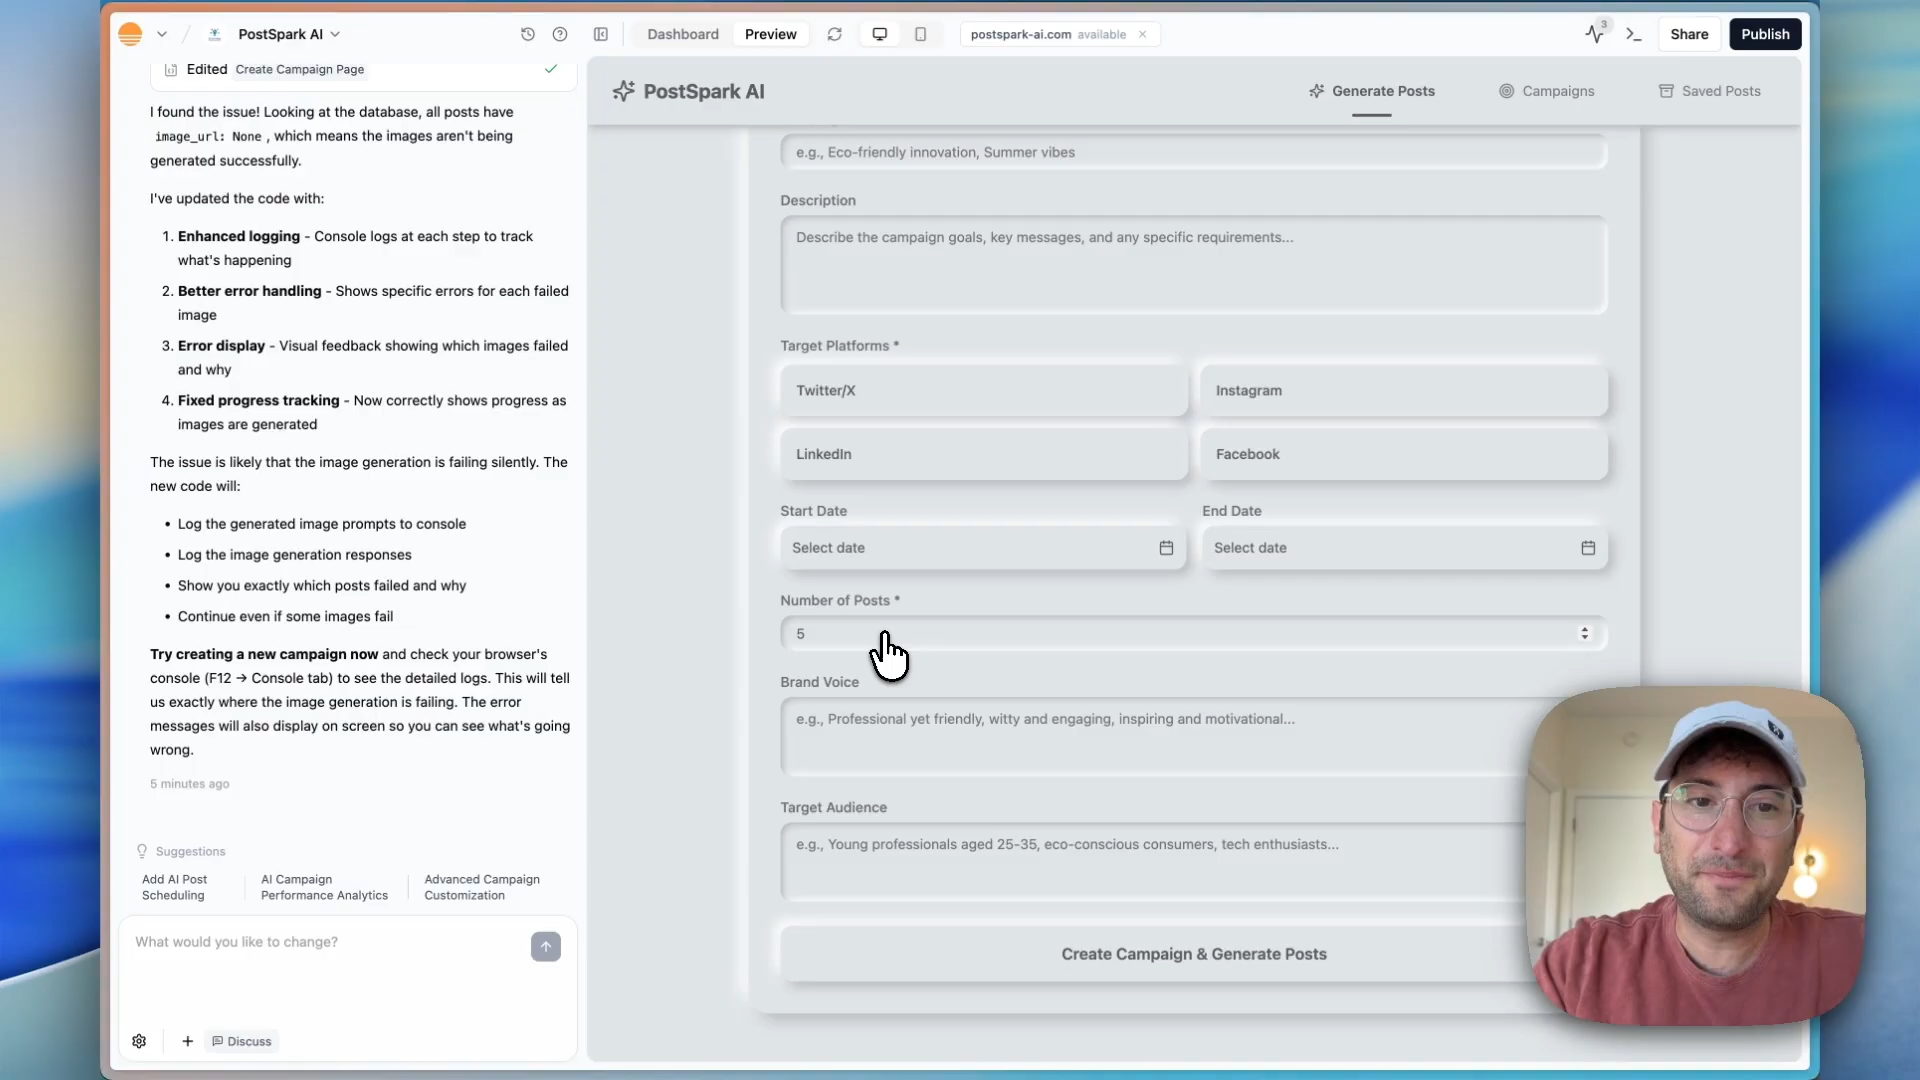 PostSpark AI
Dashboard
Preview
postspark-ai.com available
3
Share
Publish
Edited Create Campaign Page
I found the issue! Looking at the database, all posts have
image_url: None , which means the images aren't being
generated successfully.
I've updated the code with:
1. Enhanced logging - Console logs at each step to track
what's happening
2. Better error handling - Shows specific errors for each failed
image
3. Error display - Visual feedback showing which images failed
and why
4. Fixed progress tracking - Now correctly shows progress as
images are generated
The issue is likely that the image generation is failing silently. The
new code will:
• Log the generated image prompts to console
• Log the image generation responses
• Show you exactly which posts failed and why
• Continue even if some images fail
Try creating a new campaign now and check your browser's
console (F12 → Console tab) to see the detailed logs. This will tell
us exactly where the image generation is failing. The error
messages will also display on screen so you can see what's going
wrong.
5 minutes ago
Suggestions
Add AI Post
Scheduling
AI Campaign
Performance Analytics
Advanced Campaign
Customization
What would you like to change?
Discuss
PostSpark AI
Generate Posts
Campaigns
Saved Posts
e.g., Eco-friendly innovation, Summer vibes
Description
Describe the campaign goals, key messages, and any specific requirements...
Target Platforms *
Twitter/X
Instagram
LinkedIn
Facebook
Start Date
End Date
Select date
Select date
Number of Posts *
5
Brand Voice
e.g., Professional yet friendly, witty and engaging, inspiring and motivational...
Target Audience
e.g., Young professionals aged 25-35, eco-conscious consumers, tech enthusiasts...
Create Campaign & Generate Posts